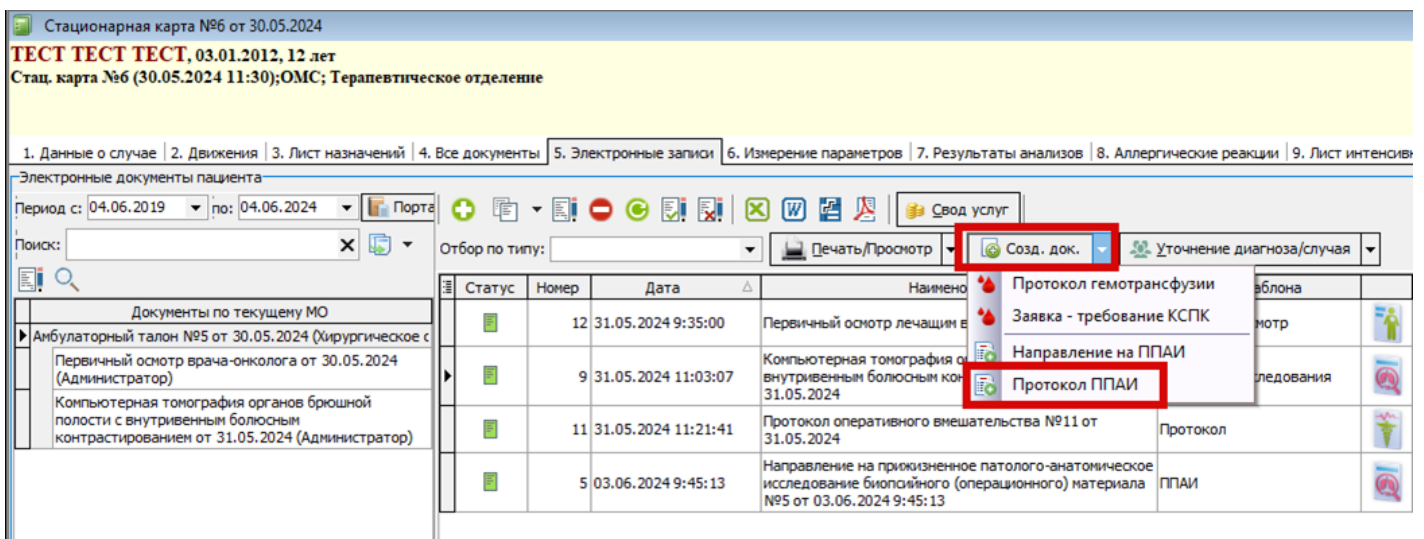 Стационарная карта №6 от 30.05.2024
ТЕСТ ТЕСТ ТЕСТ, 03.01.2012, 12 лет
Стац. карта №6 (30.05.2024 11:30);ОМС; Терапевтическое отделение
1. Данные о случае 2. Движения 3. Лист назначений 4. Все документы 5. Электронные записи 6. Измерение параметров 7. Результаты анализов 8. Аллергические реакции 9. Лист интенсив
Электронные документы пациента
Период с: 04.06.2019 по: 04.06.2024 Порта
Свод услуг
Поиск:
Отбор по типу: Печать/Просмотр Созд. док. Уточнение диагноза/случая
Протокол гемотрансфузии
Заявка - требование КСПК
Направление на ППАИ
Протокол ППАИ
Документы по текущему МО
Амбулаторный талон №5 от 30.05.2024 (Хирургическое с
Первичный осмотр врача-онколога от 30.05.2024
(Администратор)
Компьютерная томография органов брюшной
полости с внутривенным болюсным
контрастированием от 31.05.2024 (Администратор)
Статус Номер Дата Наимено аблона
12 31.05.2024 9:35:00 Первичный осмотр лечащим в мотр
9 31.05.2024 11:03:07 Компьютерная томография о
внутривенным болюсным кон следования
31.05.2024
11 31.05.2024 11:21:41 Протокол оперативного вмешательства №11 от
31.05.2024 Протокол
5 03.06.2024 9:45:13 Направление на прижизненное патолого-анатомическое
исследование биопсийного (операционного) материала ППАИ
№5 от 03.06.2024 9:45:13